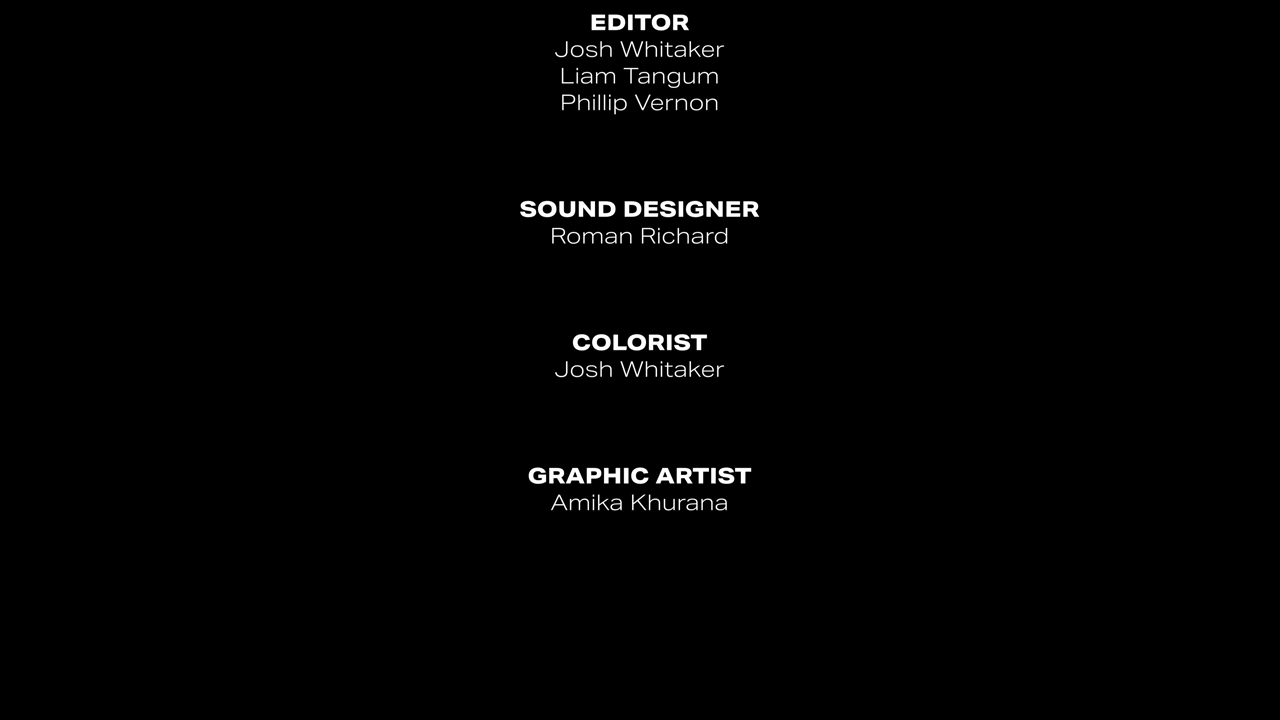 EDITOR
Josh Whitaker
Liam Tangum
Phillip Vernon
SOUND DESIGNER
Roman Richard
COLORIST
Josh Whitaker
GRAPHIC ARTIST
Amika Khurana